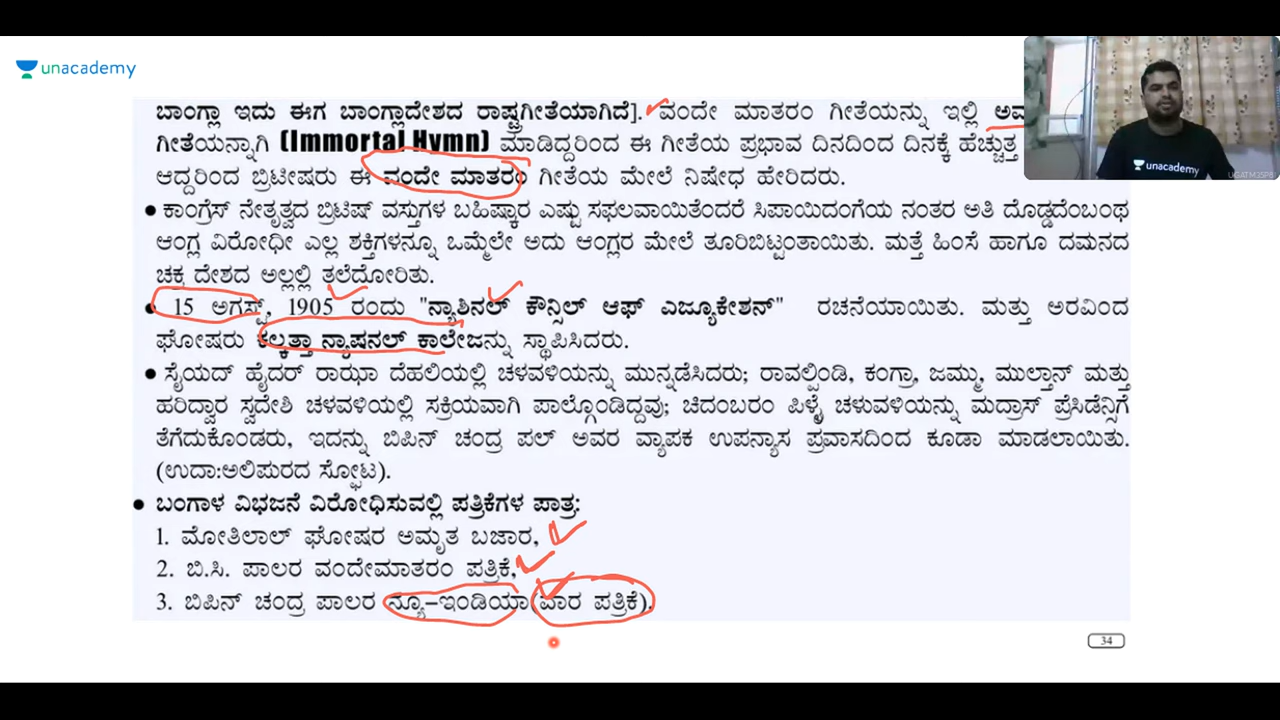 unacademy
ಬಾಂಗ್ಲಾ ಇದು ಈಗ ಬಾಂಗ್ಲಾದೇಶದ ರಾಷ್ಟ್ರಗೀತೆಯಾಗಿದೆ]. ವಂದೇ ಮಾತರಂ ಗೀತೆಯನ್ನು ಇಲ್ಲಿ
ಗೀತೆಯನ್ನಾಗಿ (Immortal Hymn) ಮಾಡಿದ್ದರಿಂದ ಈ ಗೀತೆಯ ಪ್ರಭಾವ ದಿನದಿಂದ ದಿನಕ್ಕೆ
ಆದ್ದರಿಂದ ಬ್ರಿಟೀಷರು ಈ ವಂದೇ ಮಾತರಂ ಗೀತೆಯ ಮೇಲೆ ನಿಷೇಧ ಹೇರಿದರು.
● ಕಾಂಗ್ರೆಸ್ ನೇತೃತ್ವದ ಬ್ರಿಟಿಷ್ ವಸ್ತುಗಳ ಬಹಿಷ್ಕಾರ ಎಷ್ಟು ಸಫಲವಾಯಿತೆಂದರೆ ಸಿಪಾಯಿದಂಗೆಯ ನಂತರ ಅತಿ ದೊಡ್ಡದೆಂಬಂಥ
ಆಂಗ್ಲ ವಿರೋಧೀ ಎಲ್ಲ ಶಕ್ತಿಗಳನ್ನೂ ಒಮ್ಮೆಲೇ ಅದು ಆಂಗ್ಲರ ಮೇಲೆ ತೂರಿಬಿಟ್ಟಂತಾಯಿತು. ಮತ್ತೆ ಹಿಂಸೆ ಹಾಗೂ ದಮನದ
ಚಕ್ರ ದೇಶದ ಅಲ್ಲಲ್ಲಿ ತಲೆದೋರಿತು.
● 15 ಅಗಸ್ಟ್, 1905 ರಂದು "ನ್ಯಾಶಿನಲ್ ಕೌನ್ಸಿಲ್ ಆಫ್ ಎಜ್ಯೂಕೇಶನ್" ರಚನೆಯಾಯಿತು. ಮತ್ತು ಅರವಿಂದ
ಘೋಷರು ಕಲ್ಕತ್ತಾ ನ್ಯಾಷನಲ್ ಕಾಲೇಜನ್ನು ಸ್ಥಾಪಿಸಿದರು.
● ಸೈಯದ್ ಹೈದರ್ ರಾಝಾ ದೆಹಲಿಯಲ್ಲಿ ಚಳವಳಿಯನ್ನು ಮುನ್ನಡೆಸಿದರು; ರಾವಲ್ಪಿಂಡಿ, ಕಂಗ್ರಾ, ಜಮ್ಮು, ಮುಲ್ತಾನ್ ಮತ್ತು
ಹರಿದ್ವಾರ ಸ್ವದೇಶಿ ಚಳವಳಿಯಲ್ಲಿ ಸಕ್ರಿಯವಾಗಿ ಪಾಲ್ಗೊಂಡಿದ್ದವು; ಚಿದಂಬರಂ ಪಿಳ್ಳೈ ಚಳುವಳಿಯನ್ನು ಮದ್ರಾಸ್ ಪ್ರೆಸಿಡೆನ್ಸಿಗೆ
ತೆಗೆದುಕೊಂಡರು, ಇದನ್ನು ಬಿಪಿನ್ ಚಂದ್ರ ಪಲ್ ಅವರ ವ್ಯಾಪಕ ಉಪನ್ಯಾಸ ಪ್ರವಾಸದಿಂದ ಕೂಡಾ ಮಾಡಲಾಯಿತು.
(ಉದಾ:ಅಲಿಪುರದ ಸ್ಫೋಟ).
● ಬಂಗಾಳ ವಿಭಜನೆ ವಿರೋಧಿಸುವಲ್ಲಿ ಪತ್ರಿಕೆಗಳ ಪಾತ್ರ:
1. ಮೋತಿಲಾಲ್ ಘೋಷರ ಅಮೃತ ಬಜಾರ,
2. ಬಿ.ಸಿ. ಪಾಲರ ವಂದೇಮಾತರಂ ಪತ್ರಿಕೆ,
3. ಬಿಪಿನ್ ಚಂದ್ರ ಪಾಲರ ನ್ಯೂ-ಇಂಡಿಯಾ(ವಾರ ಪತ್ರಿಕೆ).
34
unacademy